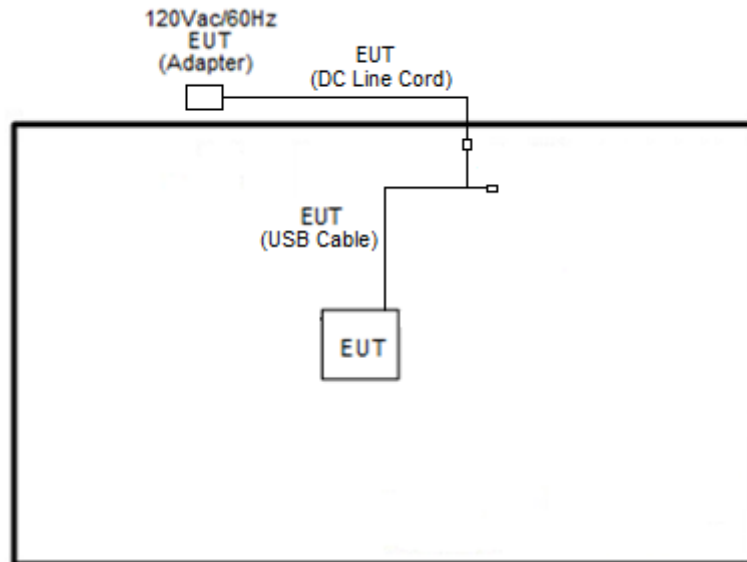 120Vac/60Hz
EUT
(Adapter)
EUT
(DC Line Cord)
EUT
(USB Cable)
EUT